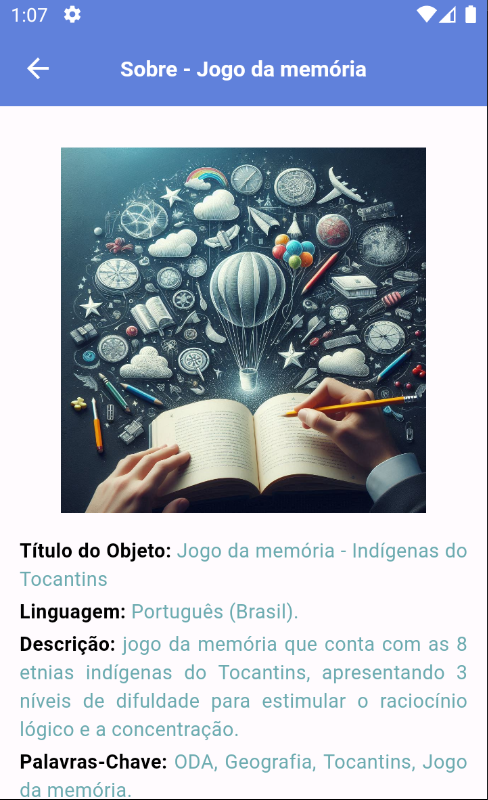 1:07
Sobre - Jogo da memória
Título do Objeto: Jogo da memória - Indígenas do
Tocantins
Linguagem: Português (Brasil).
Descrição: jogo da memória que conta com as 8
etnias indígenas do Tocantins, apresentando 3
níveis de difuldade para estimular o raciocínio
lógico e a concentração.
Palavras-Chave: ODA, Geografia, Tocantins, Jogo
da memória.